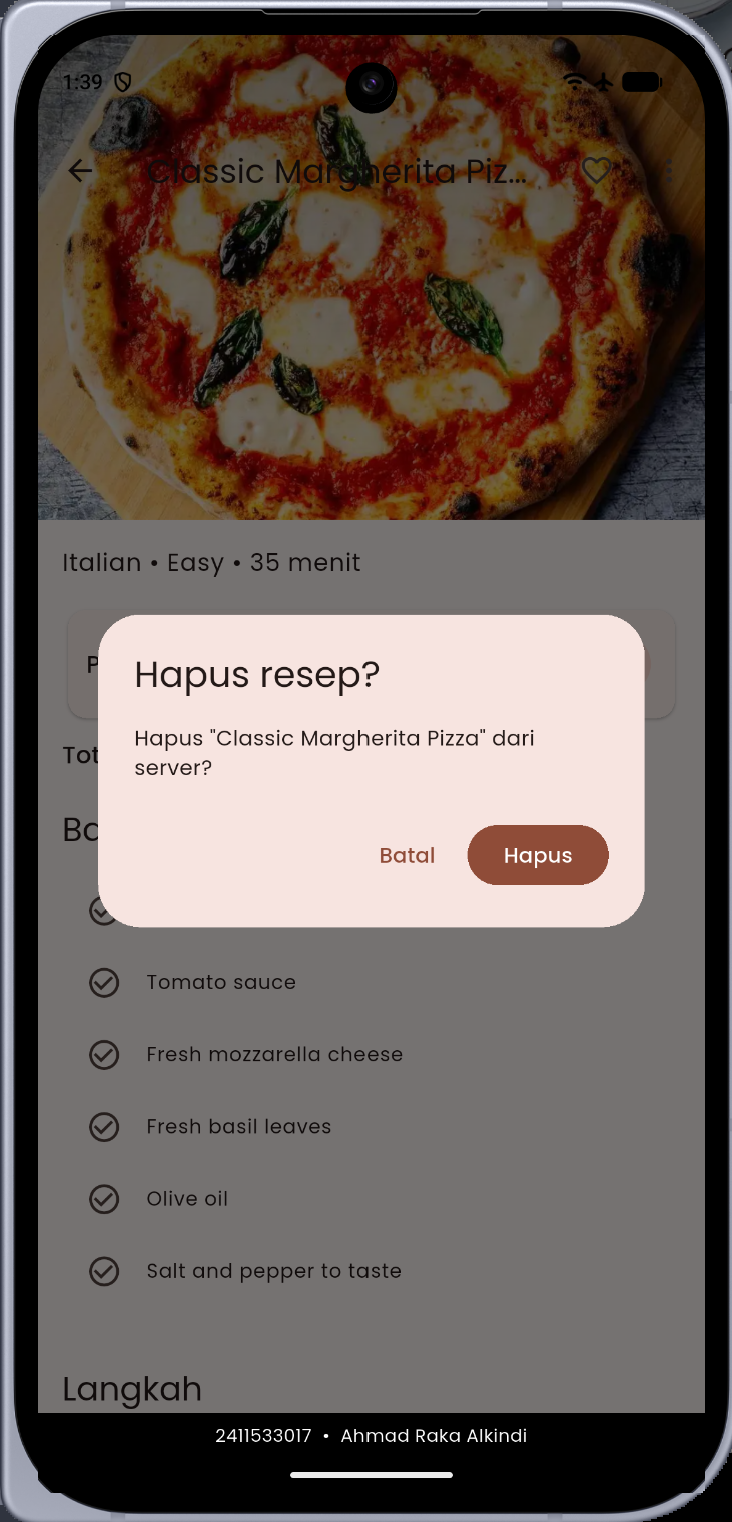 1:39
Classic Margherita Piz...
Italian • Easy • 35 menit
Hapus resep?
Hapus "Classic Margherita Pizza" dari
server?
Batal Hapus
Tomato sauce
Fresh mozzarella cheese
Fresh basil leaves
Olive oil
Salt and pepper to taste
Langkah
2411533017 • Ahmad Raka Alkindi